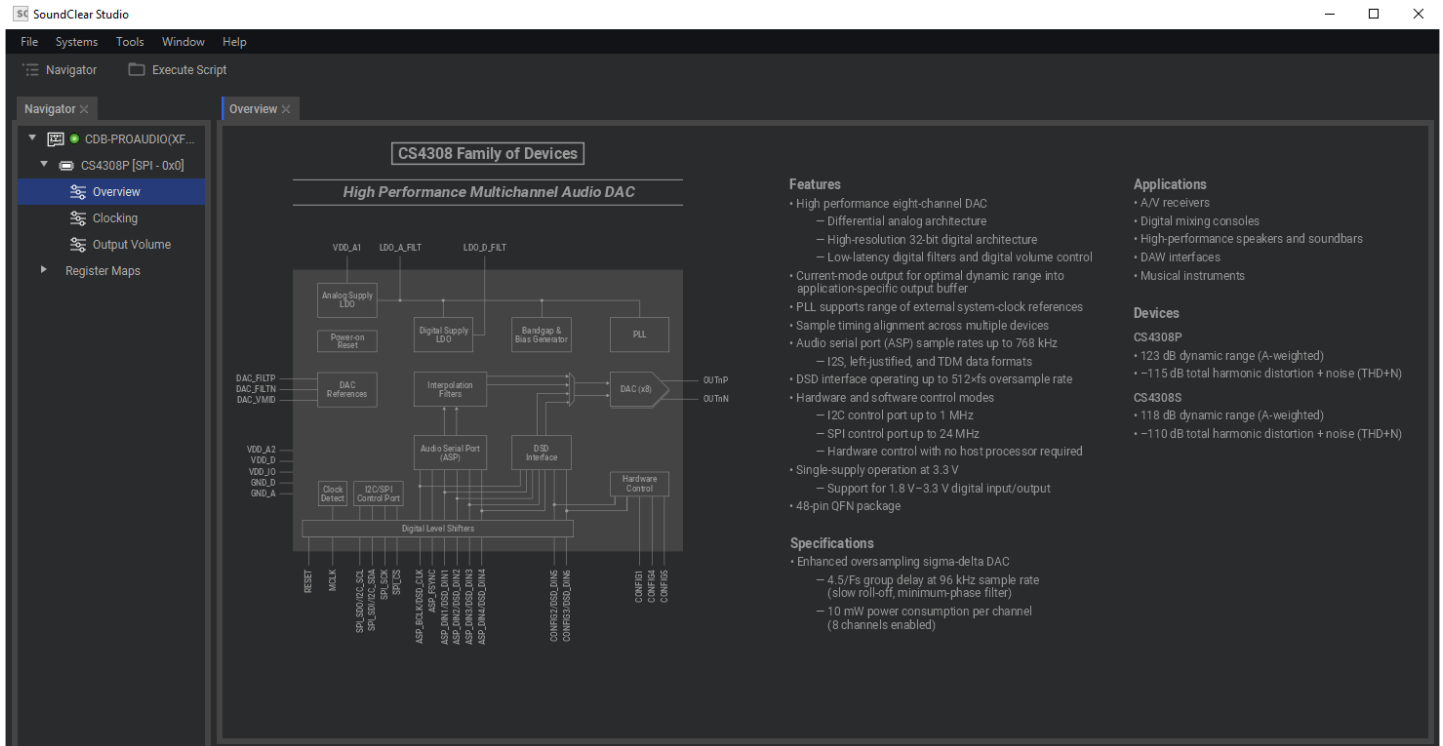 SC SoundClear Studio
File Systems Tools Window Help
Navigator Execute Script
Navigator
CDB-PROAUDIO(XF...
CS4308P [SPI - 0x0]
Overview
Clocking
Output Volume
Register Maps
Overview
CS4308 Family of Devices
High Performance Multichannel Audio DAC
VDD_A1 LDO_A_FILT LDO_D_FILT
Analog Supply
LDO
Power-on
Reset
Digital Supply
LDO
Bandgap &
Bias Generator
PLL
DAC_FILTP
DAC_FILTN
DAC_VMID
DAC
References
Interpolation
Filters
DAC (x8)
OUTnP
OUTnN
VDD_A2
VDD_D
VDD_IO
GND_D
GND_A
Audio Serial Port
(ASP)
DSD
Interface
Clock
Detect
I2C/SPI
Control Port
Hardware
Control
Digital Level Shifters
RESET
MCLK
SPI_SDO/I2C_SCL
SPI_SDI/I2C_SDA
SPI_SCK
SPI_CS
ASP_BCLK/DSD_CLK
ASP_FSYNC
ASP_DIN1/DSD_DIN1
ASP_DIN2/DSD_DIN2
ASP_DIN3/DSD_DIN3
ASP_DIN4/DSD_DIN4
CONFIG2/DSD_DIN5
CONFIG3/DSD_DIN6
CONFIG1
CONFIG4
CONFIG5
Features
• High performance eight-channel DAC
— Differential analog architecture
— High-resolution 32-bit digital architecture
— Low-latency digital filters and digital volume control
• Current-mode output for optimal dynamic range into
application-specific output buffer
• PLL supports range of external system-clock references
• Sample timing alignment across multiple devices
• Audio serial port (ASP) sample rates up to 768 kHz
— I2S, left-justified, and TDM data formats
• DSD interface operating up to 512×fs oversample rate
• Hardware and software control modes
— I2C control port up to 1 MHz
— SPI control port up to 24 MHz
— Hardware control with no host processor required
• Single-supply operation at 3.3 V
— Support for 1.8 V–3.3 V digital input/output
• 48-pin QFN package
Specifications
• Enhanced oversampling sigma-delta DAC
— 4.5/Fs group delay at 96 kHz sample rate
(slow roll-off, minimum-phase filter)
— 10 mW power consumption per channel
(8 channels enabled)
Applications
• A/V receivers
• Digital mixing consoles
• High-performance speakers and soundbars
• DAW interfaces
• Musical instruments
Devices
CS4308P
• 123 dB dynamic range (A-weighted)
• –115 dB total harmonic distortion + noise (THD+N)
CS4308S
• 118 dB dynamic range (A-weighted)
• –110 dB total harmonic distortion + noise (THD+N)